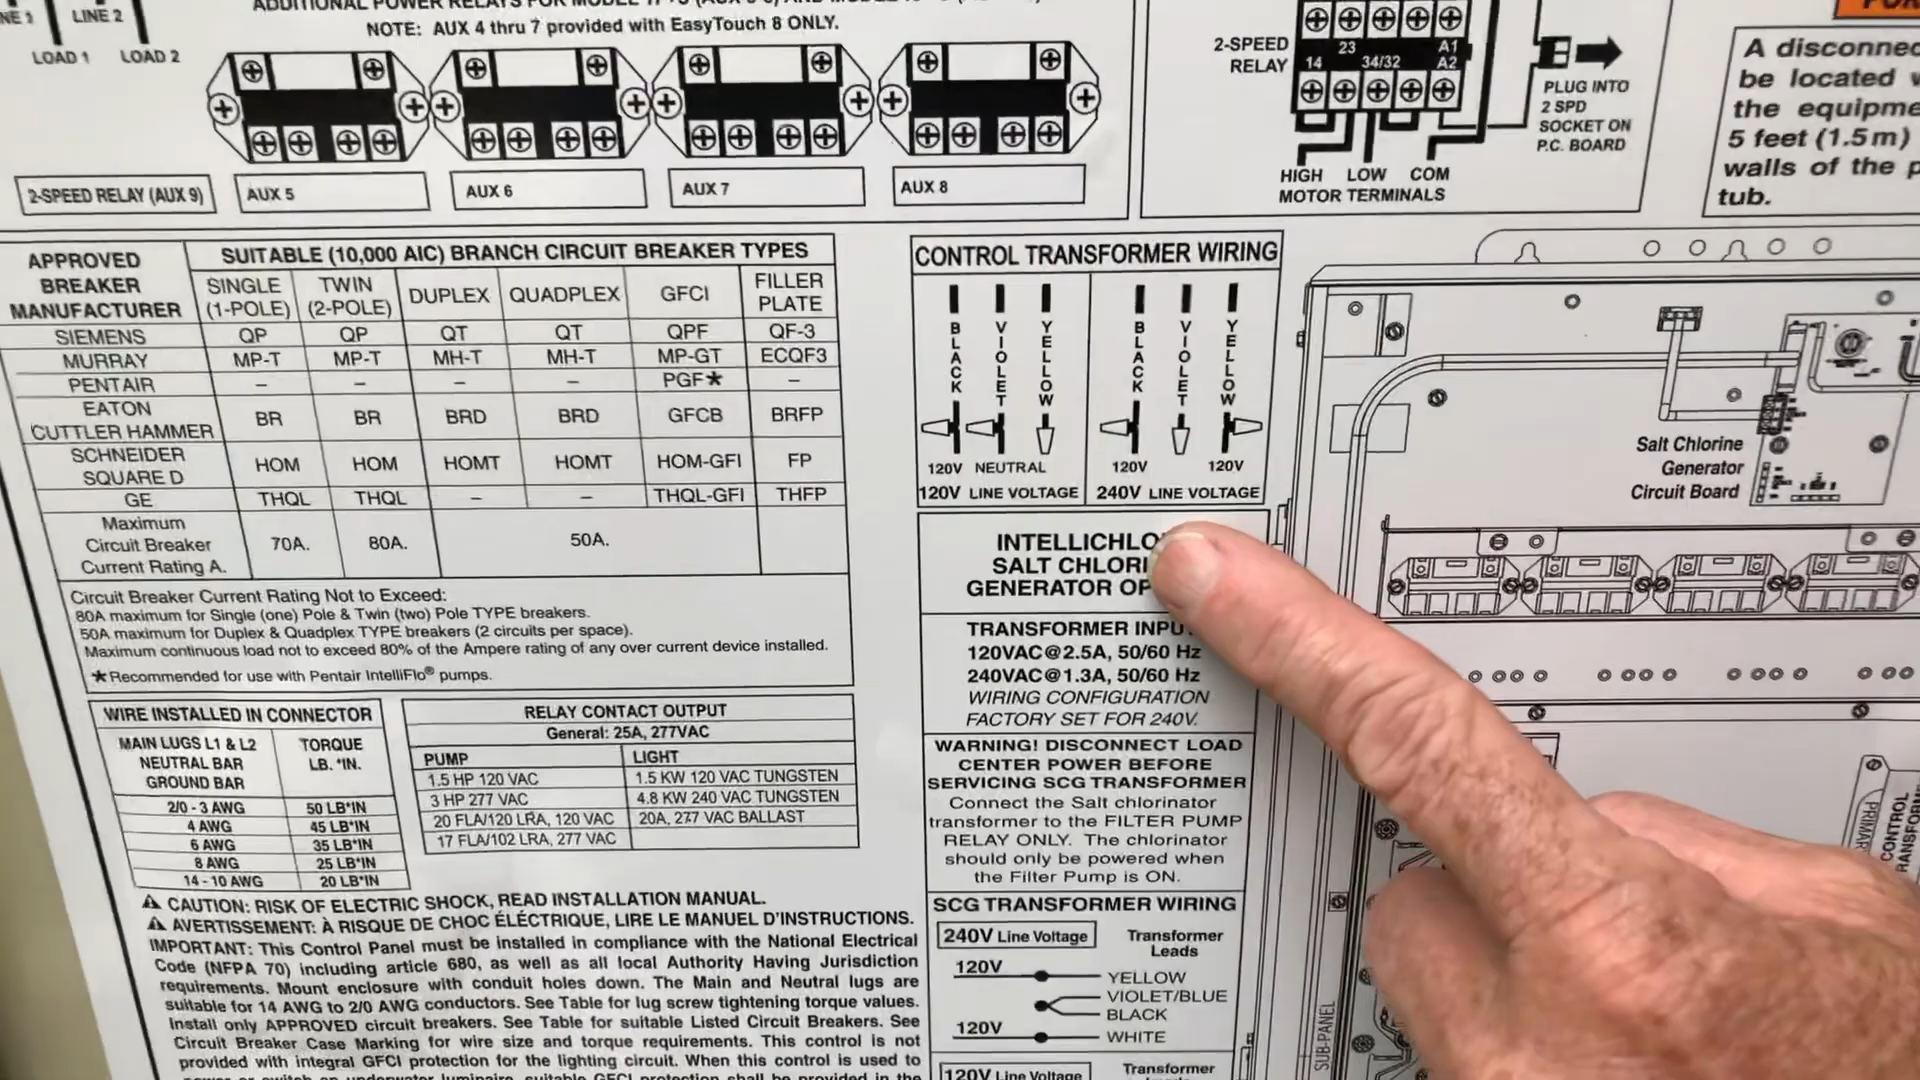 LINE 2
LOAD 1 LOAD 2
NOTE: AUX 4 thru 7 provided with EasyTouch 8 ONLY.
2-SPEED RELAY (AUX 9)
AUX 5
AUX 6
AUX 7
AUX 8
2-SPEED
RELAY
23 A1
14 34/32 A2
HIGH LOW COM
MOTOR TERMINALS
PLUG INTO
2 SPD
SOCKET ON
P.C. BOARD
A disconnec
be located
the equipme
5 feet (1.5m)
walls of the p
tub.
APPROVED
BREAKER
MANUFACTURER
SUITABLE (10,000 AIC) BRANCH CIRCUIT BREAKER TYPES
SINGLE (1-POLE) TWIN (2-POLE) DUPLEX QUADPLEX GFCI FILLER PLATE
SIEMENS QP QP QT QT QPF QF-3
MURRAY MP-T MP-T MH-T MH-T MP-GT ECQF3
PENTAIR – – – – PGF* –
EATON
CUTTLER HAMMER BR BR BRD BRD GFCB BRFP
SCHNEIDER
SQUARE D HOM HOM HOMT HOMT HOM-GFI FP
GE THQL THQL – – THQL-GFI THFP
Maximum
Circuit Breaker 70A. 80A. 50A.
Current Rating A.
Circuit Breaker Current Rating Not to Exceed:
80A maximum for Single (one) Pole & Twin (two) Pole TYPE breakers.
50A maximum for Duplex & Quadplex TYPE breakers (2 circuits per space).
Maximum continuous load not to exceed 80% of the Ampere rating of any over current device installed.
*Recommended for use with Pentair IntelliFlo® pumps.
WIRE INSTALLED IN CONNECTOR
MAIN LUGS L1 & L2 TORQUE
NEUTRAL BAR LB. *IN.
GROUND BAR
2/0 - 3 AWG 50 LB*IN
4 AWG 45 LB*IN
6 AWG 35 LB*IN
8 AWG 25 LB*IN
14 - 10 AWG 20 LB*IN
RELAY CONTACT OUTPUT
General: 25A, 277VAC
PUMP LIGHT
1.5 HP 120 VAC 1.5 KW 120 VAC TUNGSTEN
3 HP 277 VAC 4.8 KW 240 VAC TUNGSTEN
20 FLA/120 LRA, 120 VAC 20A, 277 VAC BALLAST
17 FLA/102 LRA, 277 VAC
CAUTION: RISK OF ELECTRIC SHOCK, READ INSTALLATION MANUAL.
AVERTISSEMENT: À RISQUE DE CHOC ÉLÉCTRIQUE, LIRE LE MANUEL D'INSTRUCTIONS.
IMPORTANT: This Control Panel must be installed in compliance with the National Electrical
Code (NFPA 70) including article 680, as well as all local Authority Having Jurisdiction
requirements. Mount enclosure with conduit holes down. The Main and Neutral lugs are
suitable for 14 AWG to 2/0 AWG conductors. See Table for lug screw tightening torque values.
Install only APPROVED circuit breakers. See Table for suitable Listed Circuit Breakers. See
Circuit Breaker Case Marking for wire size and torque requirements. This control is not
provided with integral GFCI protection for the lighting circuit. When this control is used to
CONTROL TRANSFORMER WIRING
BLACK VIOLET YELLOW BLACK VIOLET YELLOW
120V NEUTRAL 120V 120V
120V LINE VOLTAGE 240V LINE VOLTAGE
INTELLICHLO
SALT CHLORI
GENERATOR OP
TRANSFORMER INPU
120VAC@2.5A, 50/60 Hz
240VAC@1.3A, 50/60 Hz
WIRING CONFIGURATION
FACTORY SET FOR 240V.
WARNING! DISCONNECT LOAD
CENTER POWER BEFORE
SERVICING SCG TRANSFORMER
Connect the Salt chlorinator
transformer to the FILTER PUMP
RELAY ONLY. The chlorinator
should only be powered when
the Filter Pump is ON.
SCG TRANSFORMER WIRING
240V Line Voltage Transformer
Leads
120V YELLOW
VIOLET/BLUE
BLACK
120V WHITE
120V Line Voltage Transformer
Salt Chlorine
Generator
Circuit Board
SUB-PANEL
PRIMAR
CONTROL